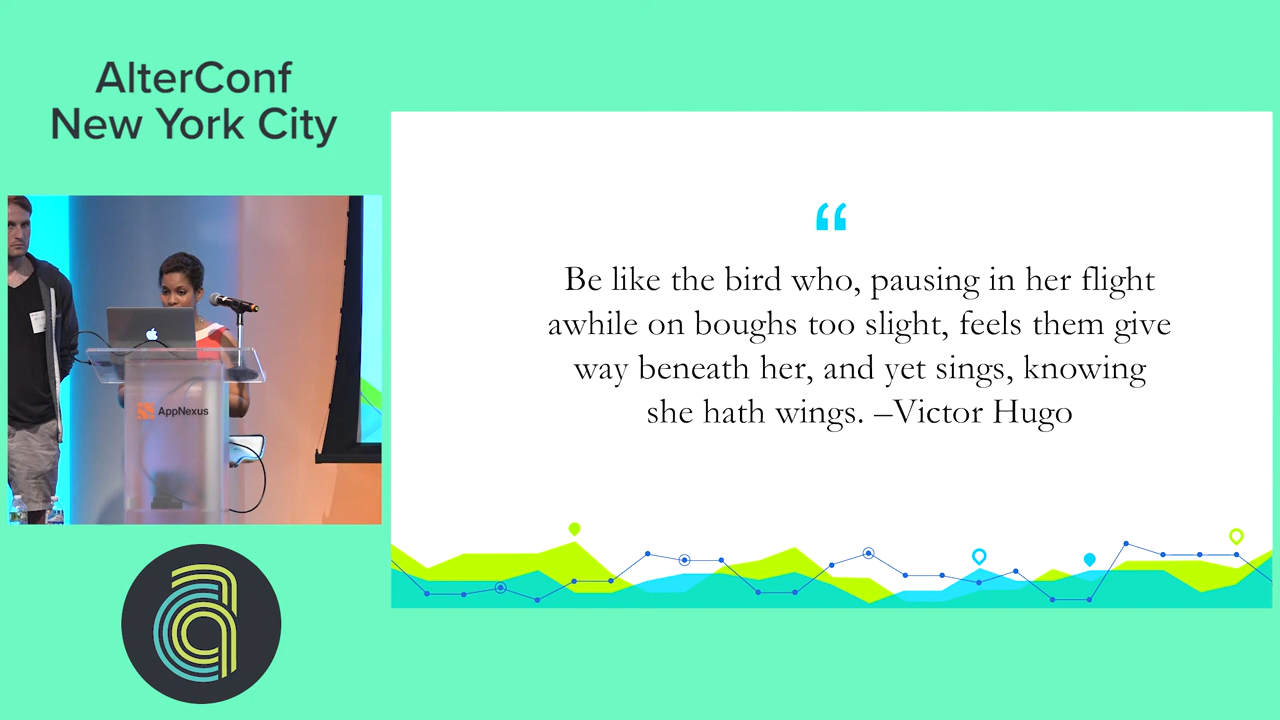 AlterConf
New York City
AppNexus
“
Be like the bird who, pausing in her flight
awhile on boughs too slight, feels them give
way beneath her, and yet sings, knowing
she hath wings. –Victor Hugo